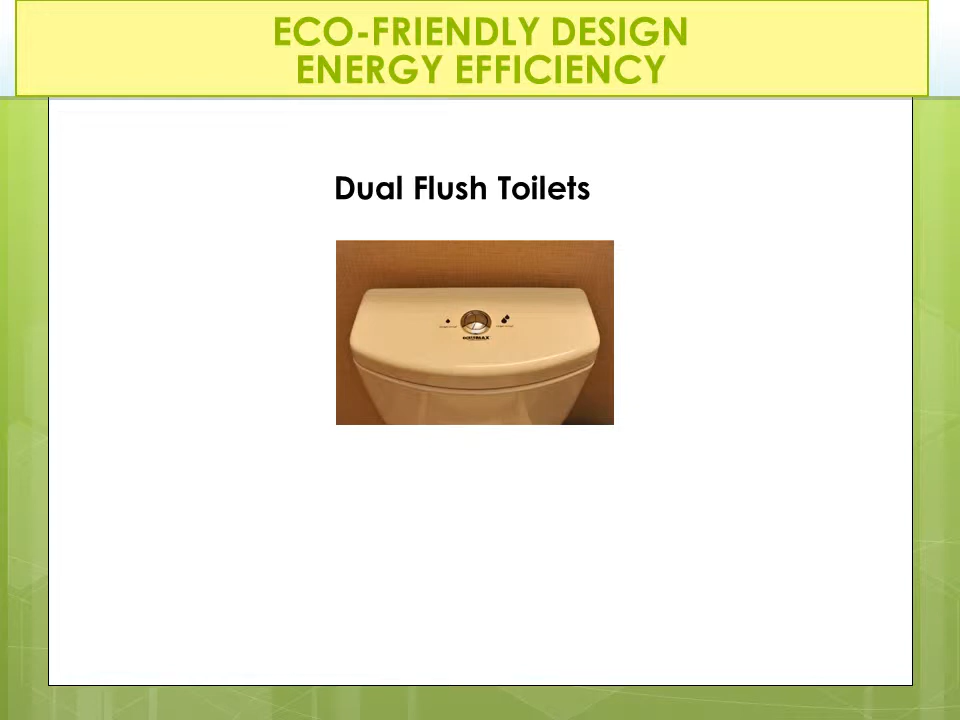 ECO-FRIENDLY DESIGN
ENERGY EFFICIENCY
Dual Flush Toilets